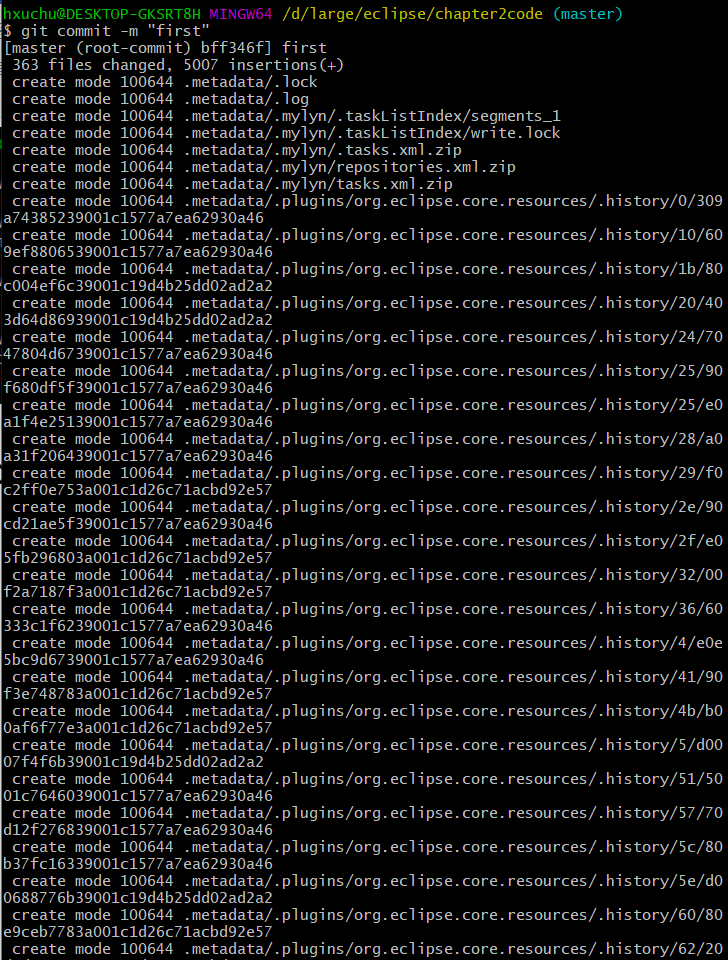 hxuchu@DESKTOP-GKSRT8H MINGW64 /d/large/eclipse/chapter2code (master)
$ git commit -m "first"
[master (root-commit) bff346f] first
 363 files changed, 5007 insertions(+)
 create mode 100644 .metadata/.lock
 create mode 100644 .metadata/.log
 create mode 100644 .metadata/.mylyn/.taskListIndex/segments_1
 create mode 100644 .metadata/.mylyn/.taskListIndex/write.lock
 create mode 100644 .metadata/.mylyn/.tasks.xml.zip
 create mode 100644 .metadata/.mylyn/repositories.xml.zip
 create mode 100644 .metadata/.mylyn/tasks.xml.zip
 create mode 100644 .metadata/.plugins/org.eclipse.core.resources/.history/0/309
a74385239001c1577a7ea62930a46
 create mode 100644 .metadata/.plugins/org.eclipse.core.resources/.history/10/60
9ef8806539001c1577a7ea62930a46
 create mode 100644 .metadata/.plugins/org.eclipse.core.resources/.history/1b/80
c004ef6c39001c19d4b25dd02ad2a2
 create mode 100644 .metadata/.plugins/org.eclipse.core.resources/.history/20/40
3d64d86939001c19d4b25dd02ad2a2
 create mode 100644 .metadata/.plugins/org.eclipse.core.resources/.history/24/70
47804d6739001c1577a7ea62930a46
 create mode 100644 .metadata/.plugins/org.eclipse.core.resources/.history/25/90
f680df5f39001c1577a7ea62930a46
 create mode 100644 .metadata/.plugins/org.eclipse.core.resources/.history/25/e0
a1f4e25139001c1577a7ea62930a46
 create mode 100644 .metadata/.plugins/org.eclipse.core.resources/.history/28/a0
a31f206439001c1577a7ea62930a46
 create mode 100644 .metadata/.plugins/org.eclipse.core.resources/.history/29/f0
c2ff0e753a001c1d26c71acbd92e57
 create mode 100644 .metadata/.plugins/org.eclipse.core.resources/.history/2e/90
cd21ae5f39001c1577a7ea62930a46
 create mode 100644 .metadata/.plugins/org.eclipse.core.resources/.history/2f/e0
5fb296803a001c1d26c71acbd92e57
 create mode 100644 .metadata/.plugins/org.eclipse.core.resources/.history/32/00
f2a7187f3a001c1d26c71acbd92e57
 create mode 100644 .metadata/.plugins/org.eclipse.core.resources/.history/36/60
333c1f6239001c1577a7ea62930a46
 create mode 100644 .metadata/.plugins/org.eclipse.core.resources/.history/4/e0e
5bc9d6739001c1577a7ea62930a46
 create mode 100644 .metadata/.plugins/org.eclipse.core.resources/.history/41/90
f3e748783a001c1d26c71acbd92e57
 create mode 100644 .metadata/.plugins/org.eclipse.core.resources/.history/4b/b0
0af6f77e3a001c1d26c71acbd92e57
 create mode 100644 .metadata/.plugins/org.eclipse.core.resources/.history/5/d00
07f4f6b39001c19d4b25dd02ad2a2
 create mode 100644 .metadata/.plugins/org.eclipse.core.resources/.history/51/50
01c7646039001c1577a7ea62930a46
 create mode 100644 .metadata/.plugins/org.eclipse.core.resources/.history/57/70
d12f276839001c1577a7ea62930a46
 create mode 100644 .metadata/.plugins/org.eclipse.core.resources/.history/5c/80
b37fc16339001c1577a7ea62930a46
 create mode 100644 .metadata/.plugins/org.eclipse.core.resources/.history/5e/d0
0688776b39001c19d4b25dd02ad2a2
 create mode 100644 .metadata/.plugins/org.eclipse.core.resources/.history/60/80
e9ceb7783a001c1d26c71acbd92e57
 create mode 100644 .metadata/.plugins/org.eclipse.core.resources/.history/62/20